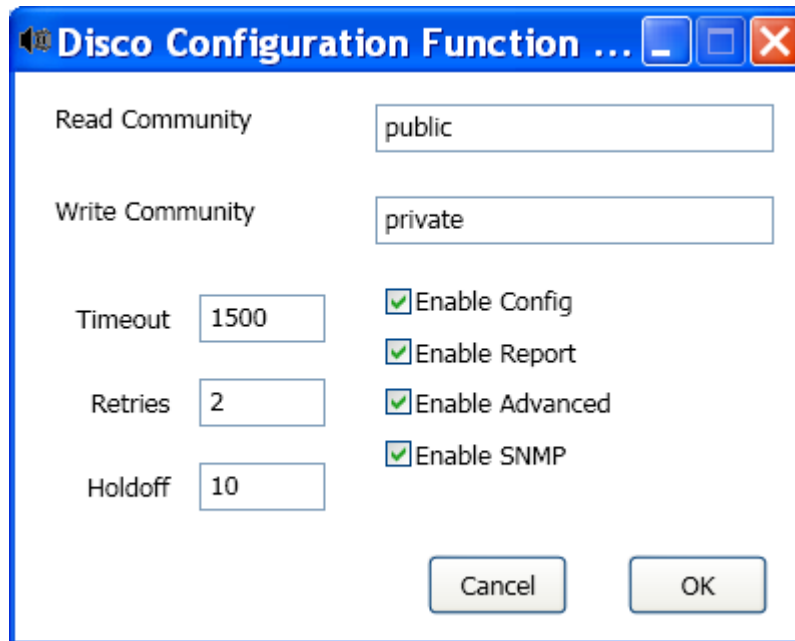 Disco Configuration Function ...
Read Community
public
Write Community
private
Timeout 1500
Enable Config
Enable Report
Retries 2
Enable Advanced
Enable SNMP
Holdoff 10
Cancel OK